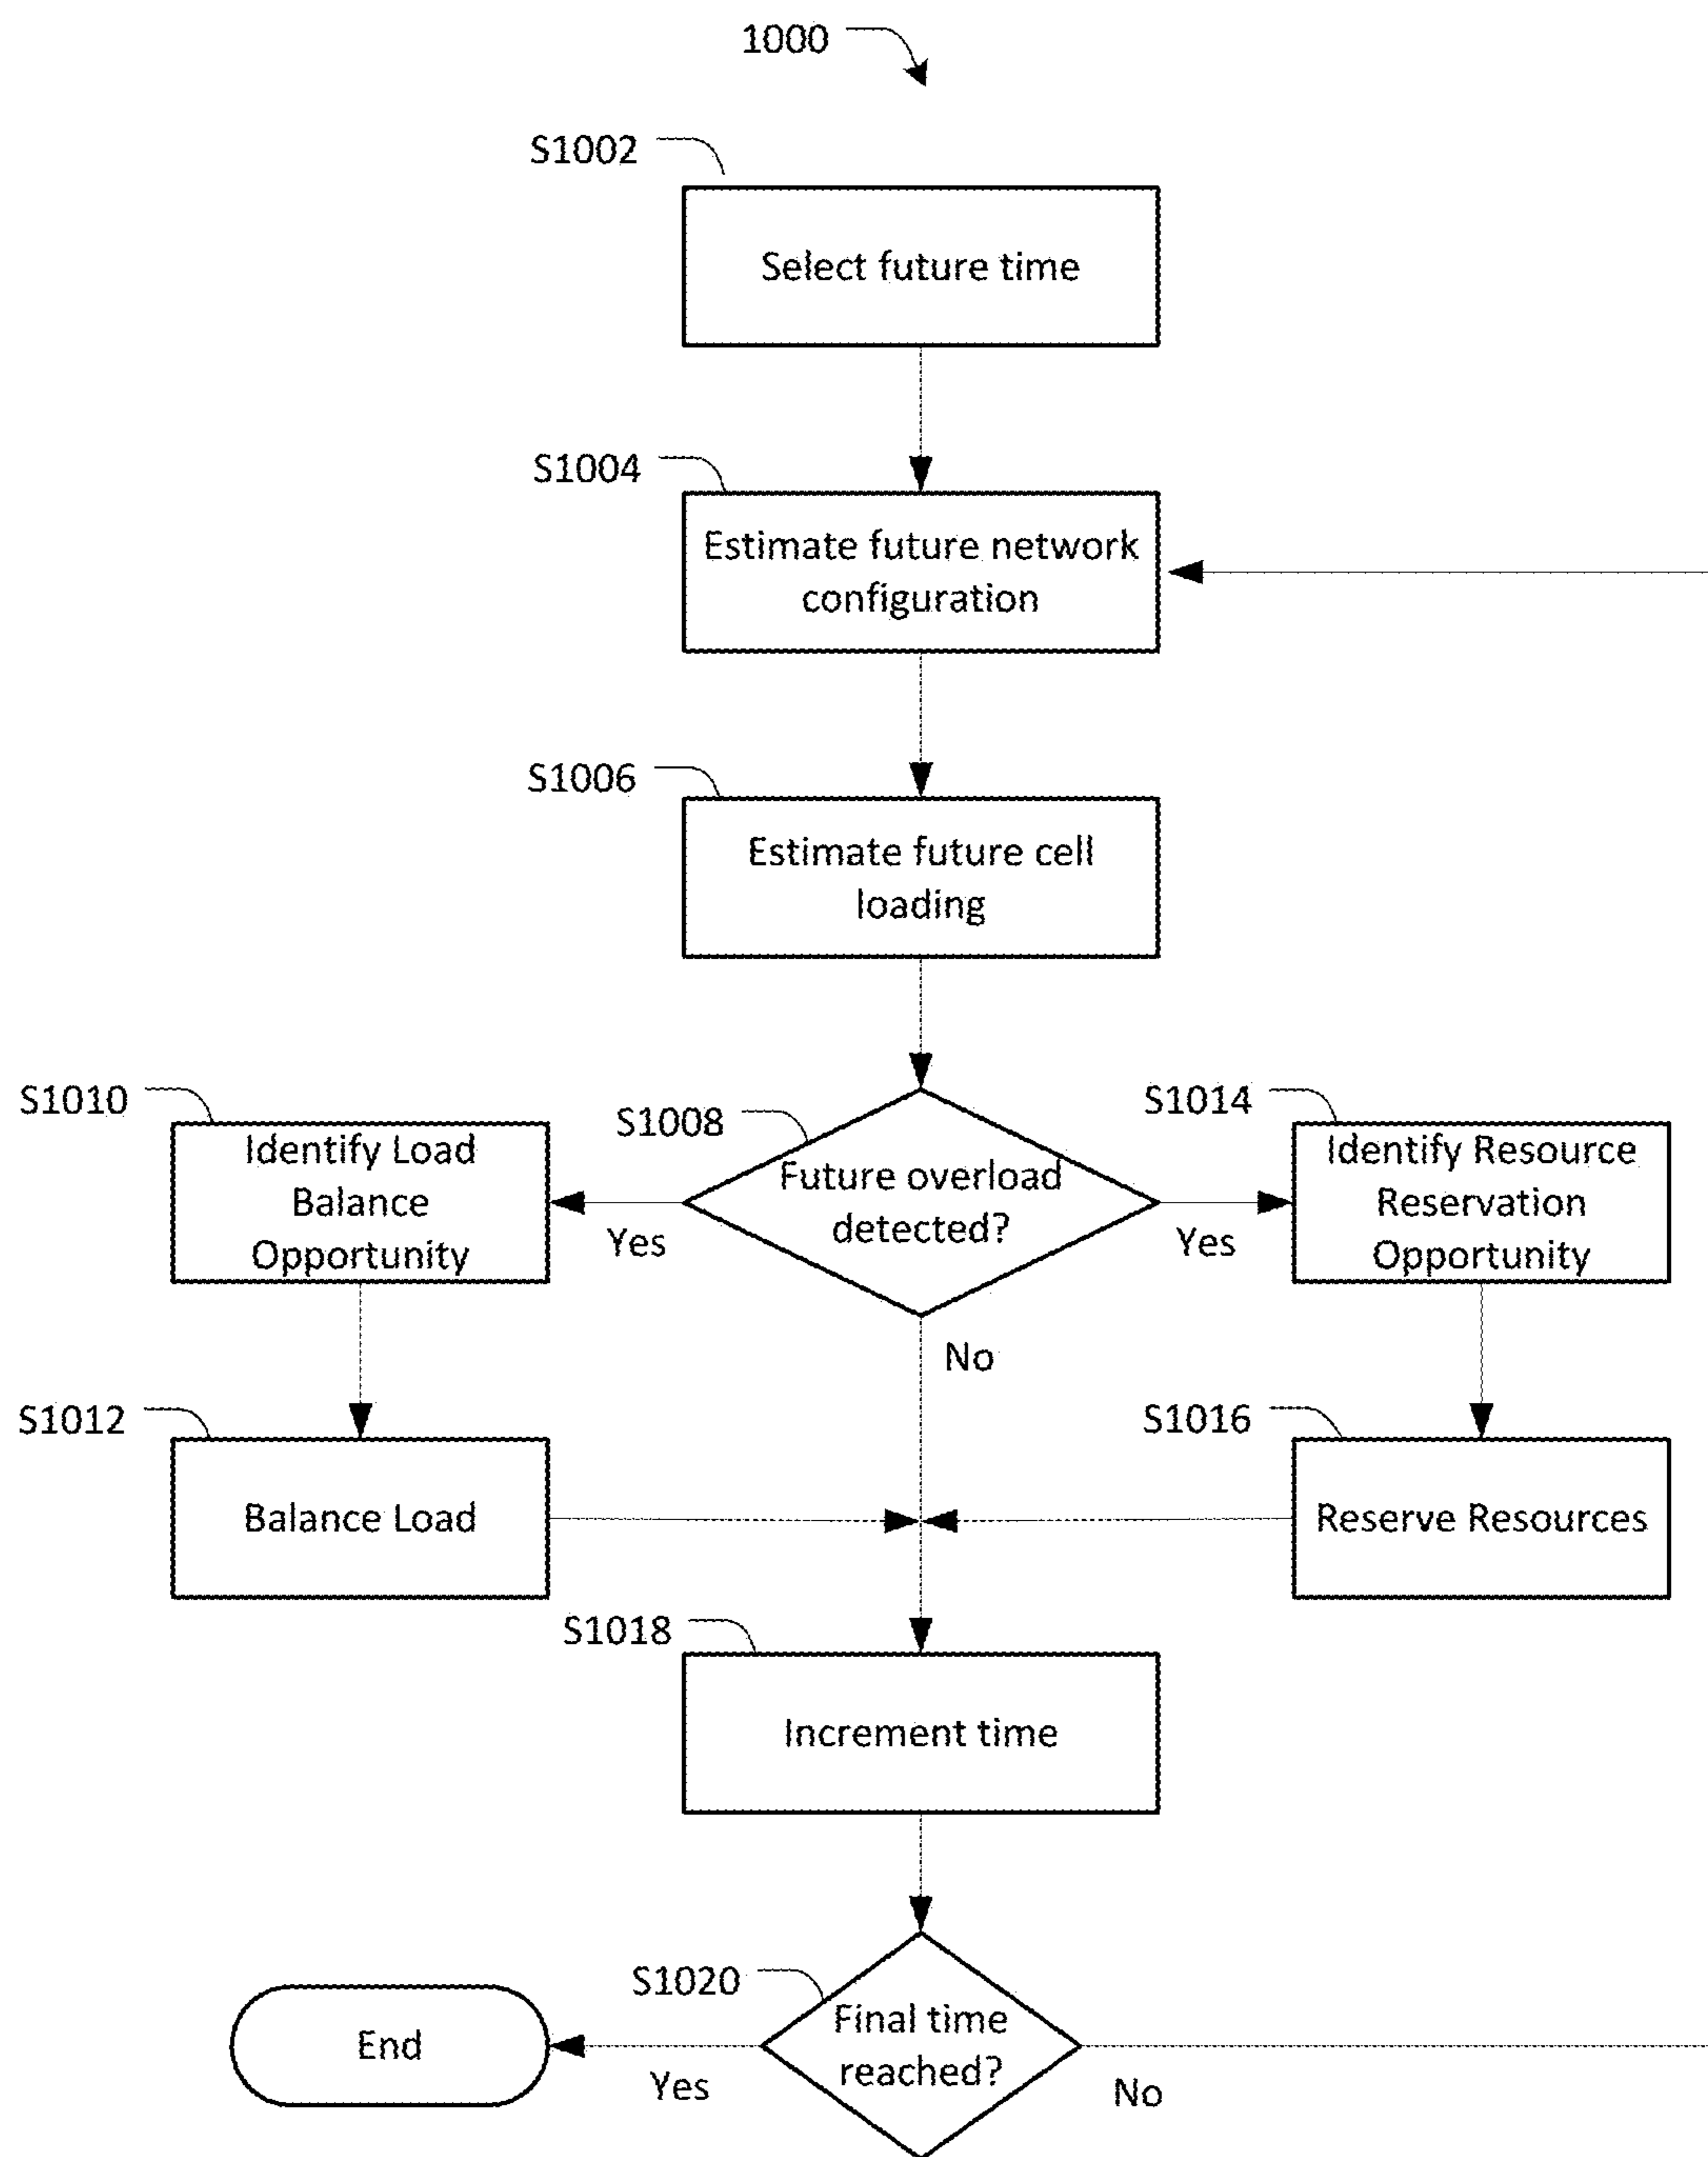 1000
S1002
Select future time
S1004
Estimate future network
configuration
S1006
Estimate future cell
loading
S1010
Identify Load
Balance
Opportunity
S1008
Future overload
detected?
S1014
Identify Resource
Reservation
Opportunity
Yes
Yes
No
S1012
Balance Load
S1016
Reserve Resources
S1018
Increment time
S1020
Final time
reached?
End
Yes
No